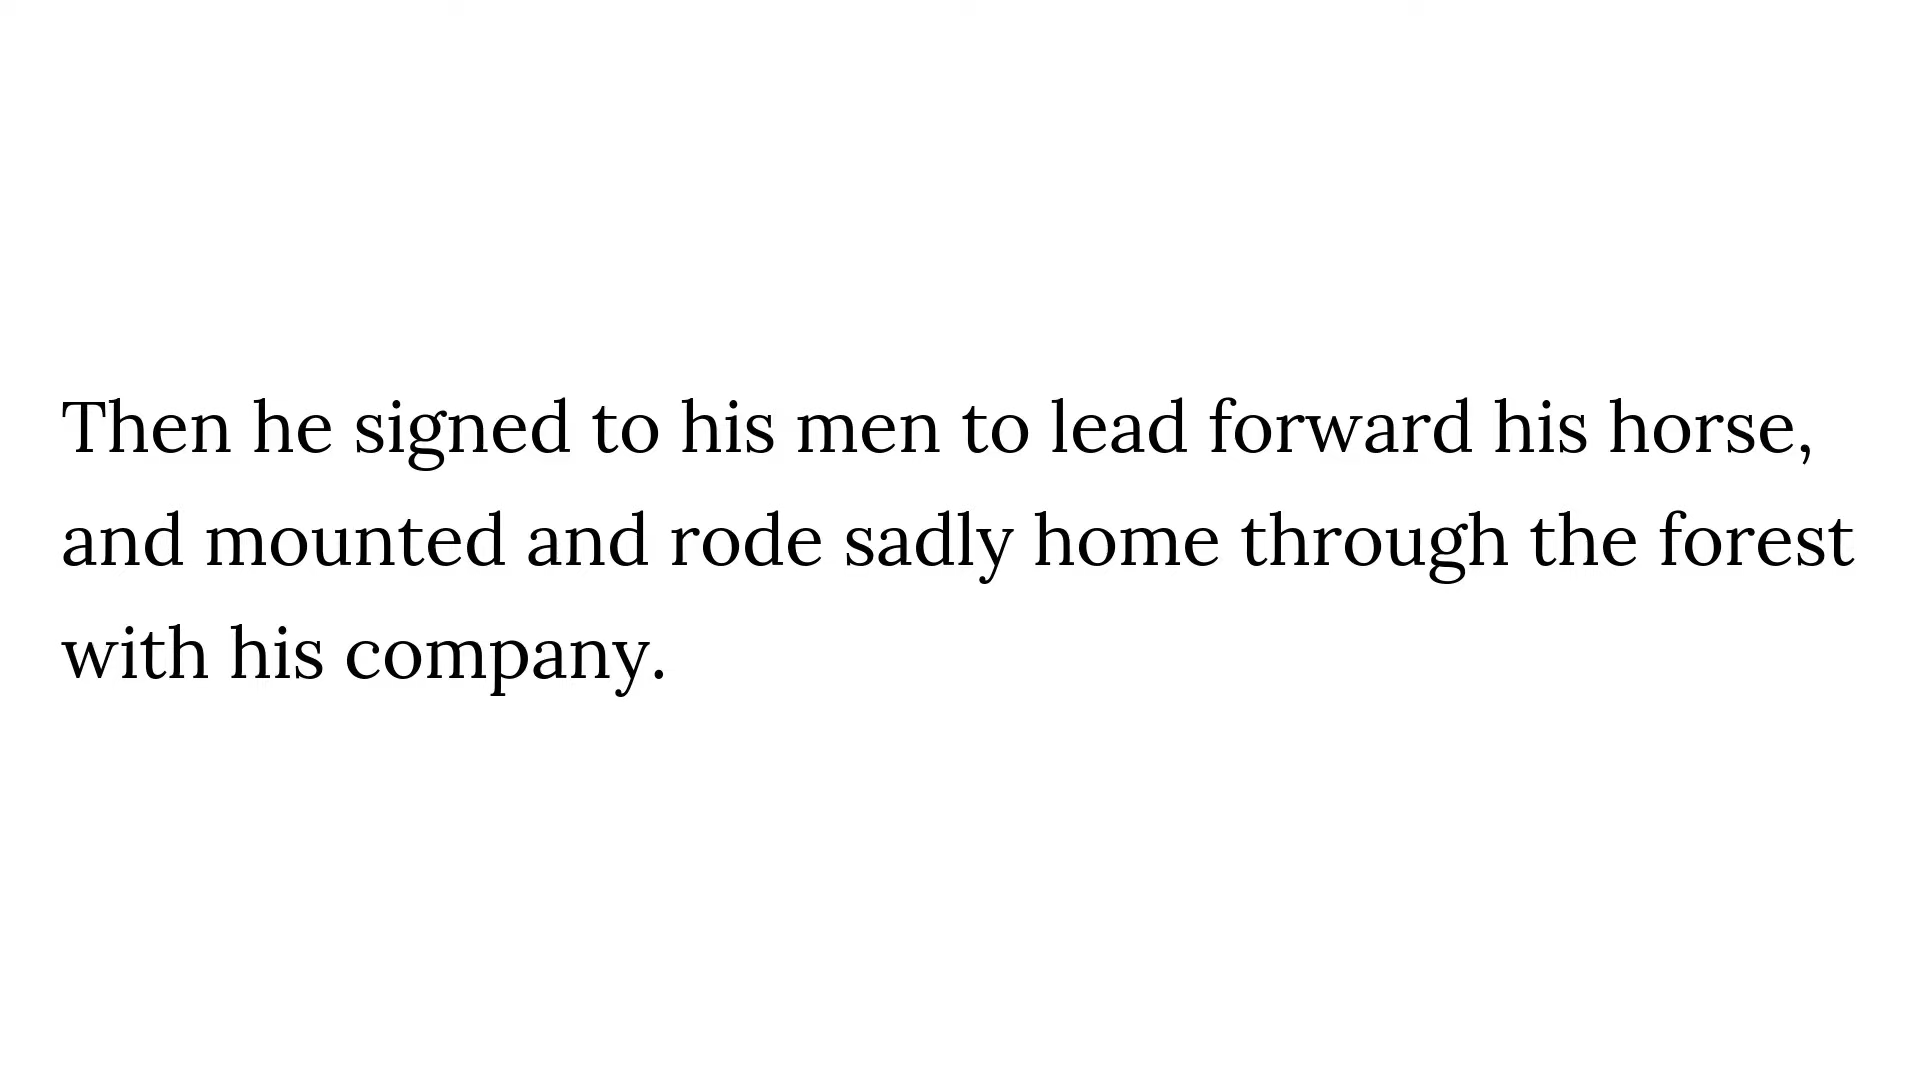 Then he signed to his men to lead forward his horse,
and mounted and rode sadly home through the forest
with his company.